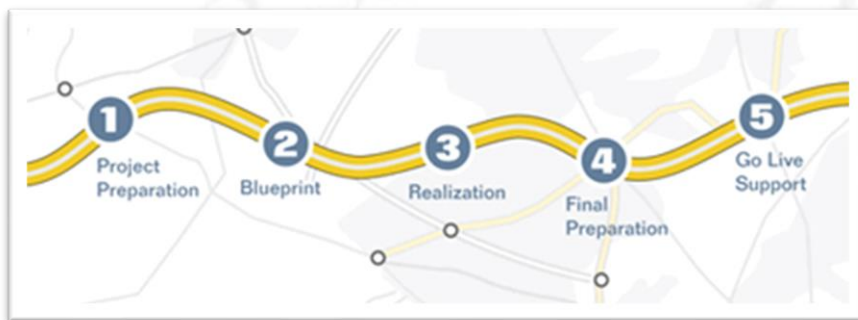 1
Project
Preparation
2
Blueprint
3
Realization
4
Final
Preparation
5
Go Live
Support